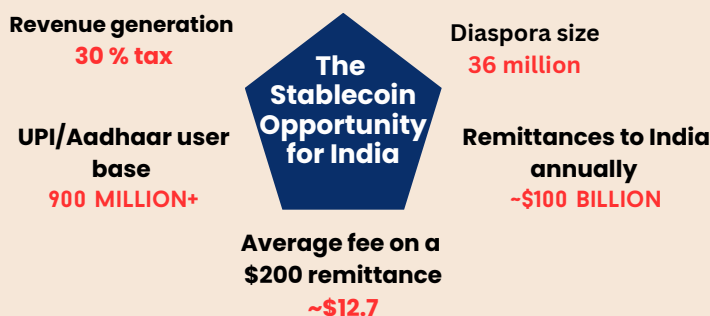 Revenue generation
30 % tax
The
Stablecoin
Opportunity
for India
Diaspora size
36 million
UPI/Aadhaar user
base
900 MILLION+
Remittances to India
annually
~$100 BILLION
Average fee on a
$200 remittance
~$12.7